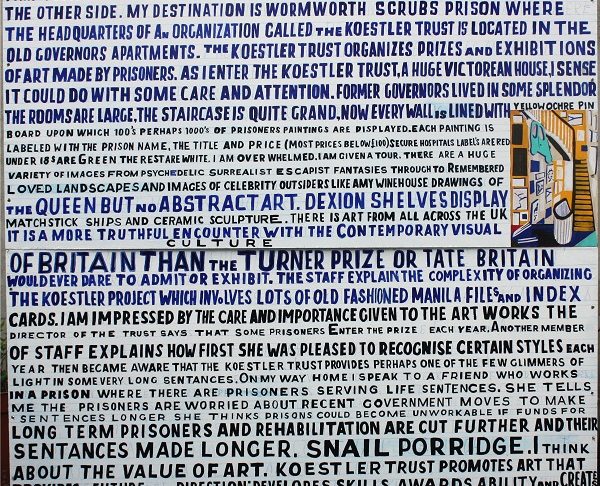 THE OTHER SIDE. MY DESTINATION IS WORMWORTH SCRUBS PRISON WHERE
THE HEADQUARTERS OF AN ORGANIZATION CALLED THE KOESTLER TRUST IS LOCATED IN THE
OLD GOVERNORS APARTMENTS. THE KOESTLER TRUST ORGANIZES PRIZES AND EXHIBITIONS
OF ART MADE BY PRISONERS. AS I ENTER THE KOESTLER TRUST, A HUGE VICTOREAN HOUSE, I SENSE
IT COULD DO WITH SOME CARE AND ATTENTION. FORMER GOVERNORS LIVED IN SOME SPLENDOR
THE ROOMS ARE LARGE, THE STAIRCASE IS QUITE GRAND, NOW EVERY WALL IS LINED WITH YELLOW OCHRE PIN
BOARD UPON WHICH 100'S PERHAPS 1000'S OF PRISONERS PAINTINGS ARE DISPLAYED. EACH PAINTING IS
LABELED WITH THE PRISON NAME, THE TITLE AND PRICE (MOST PRICES BELOW £100) SECURE HOSPITALS LABELS ARE RED
UNDER 18S ARE GREEN THE REST ARE WHITE. I AM OVER WHELMED. I AM GIVEN A TOUR. THERE ARE A HUGE
VARIETY OF IMAGES FROM PSYCHEDELIC SURREALIST ESCAPIST FANTASIES THROUGH TO REMEMBERED
LOVED LANDSCAPES AND IMAGES OF CELEBRITY OUTSIDERS LIKE AMY WINEHOUSE DRAWINGS OF
THE QUEEN BUT NO ABSTRACT ART. DEXION SHELVES DISPLAY
MATCHSTICK SHIPS AND CERAMIC SCULPTURE. THERE IS ART FROM ALL ACROSS THE UK
IT IS A MORE TRUTHFUL ENCOUNTER WITH THE CONTEMPORARY VISUAL
CULTURE
OF BRITAIN THAN THE TURNER PRIZE OR TATE BRITAIN
WOULD EVER DARE TO ADMIT OR EXHIBIT. THE STAFF EXPLAIN THE COMPLEXITY OF ORGANIZING
THE KOESTLER PROJECT WHICH INVOLVES LOTS OF OLD FASHIONED MANILA FILES AND INDEX
CARDS. I AM IMPRESSED BY THE CARE AND IMPORTANCE GIVEN TO THE ART WORKS THE
DIRECTOR OF THE TRUST SAYS THAT SOME PRISONERS ENTER THE PRIZE EACH YEAR. ANOTHER MEMBER
OF STAFF EXPLAINS HOW FIRST SHE WAS PLEASED TO RECOGNISE CERTAIN STYLES EACH
YEAR THEN BECAME AWARE THAT THE KOESTLER TRUST PROVIDES PERHAPS ONE OF THE FEW GLIMMERS OF
LIGHT IN SOME VERY LONG SENTENCES. ON MY WAY HOME I SPEAK TO A FRIEND WHO WORKS
IN A PRISON WHERE THERE ARE PRISONERS SERVING LIFE SENTENCES. SHE TELLS
ME THE PRISONERS ARE WORRIED ABOUT RECENT GOVERNMENT MOVES TO MAKE
SENTENCES LONGER SHE THINKS PRISONS COULD BECOME UNWORKABLE IF FUNDS FOR
LONG TERM PRISONERS AND REHABILITATION ARE CUT FURTHER AND THEIR
SENTENCES MADE LONGER. SNAIL PORRIDGE. I THINK
ABOUT THE VALUE OF ART. KOESTLER TRUST PROMOTES ART THAT
PROVIDES FUTURE DIRECTION: DEVELOPES SKILLS, AWARDS ABILITY AND